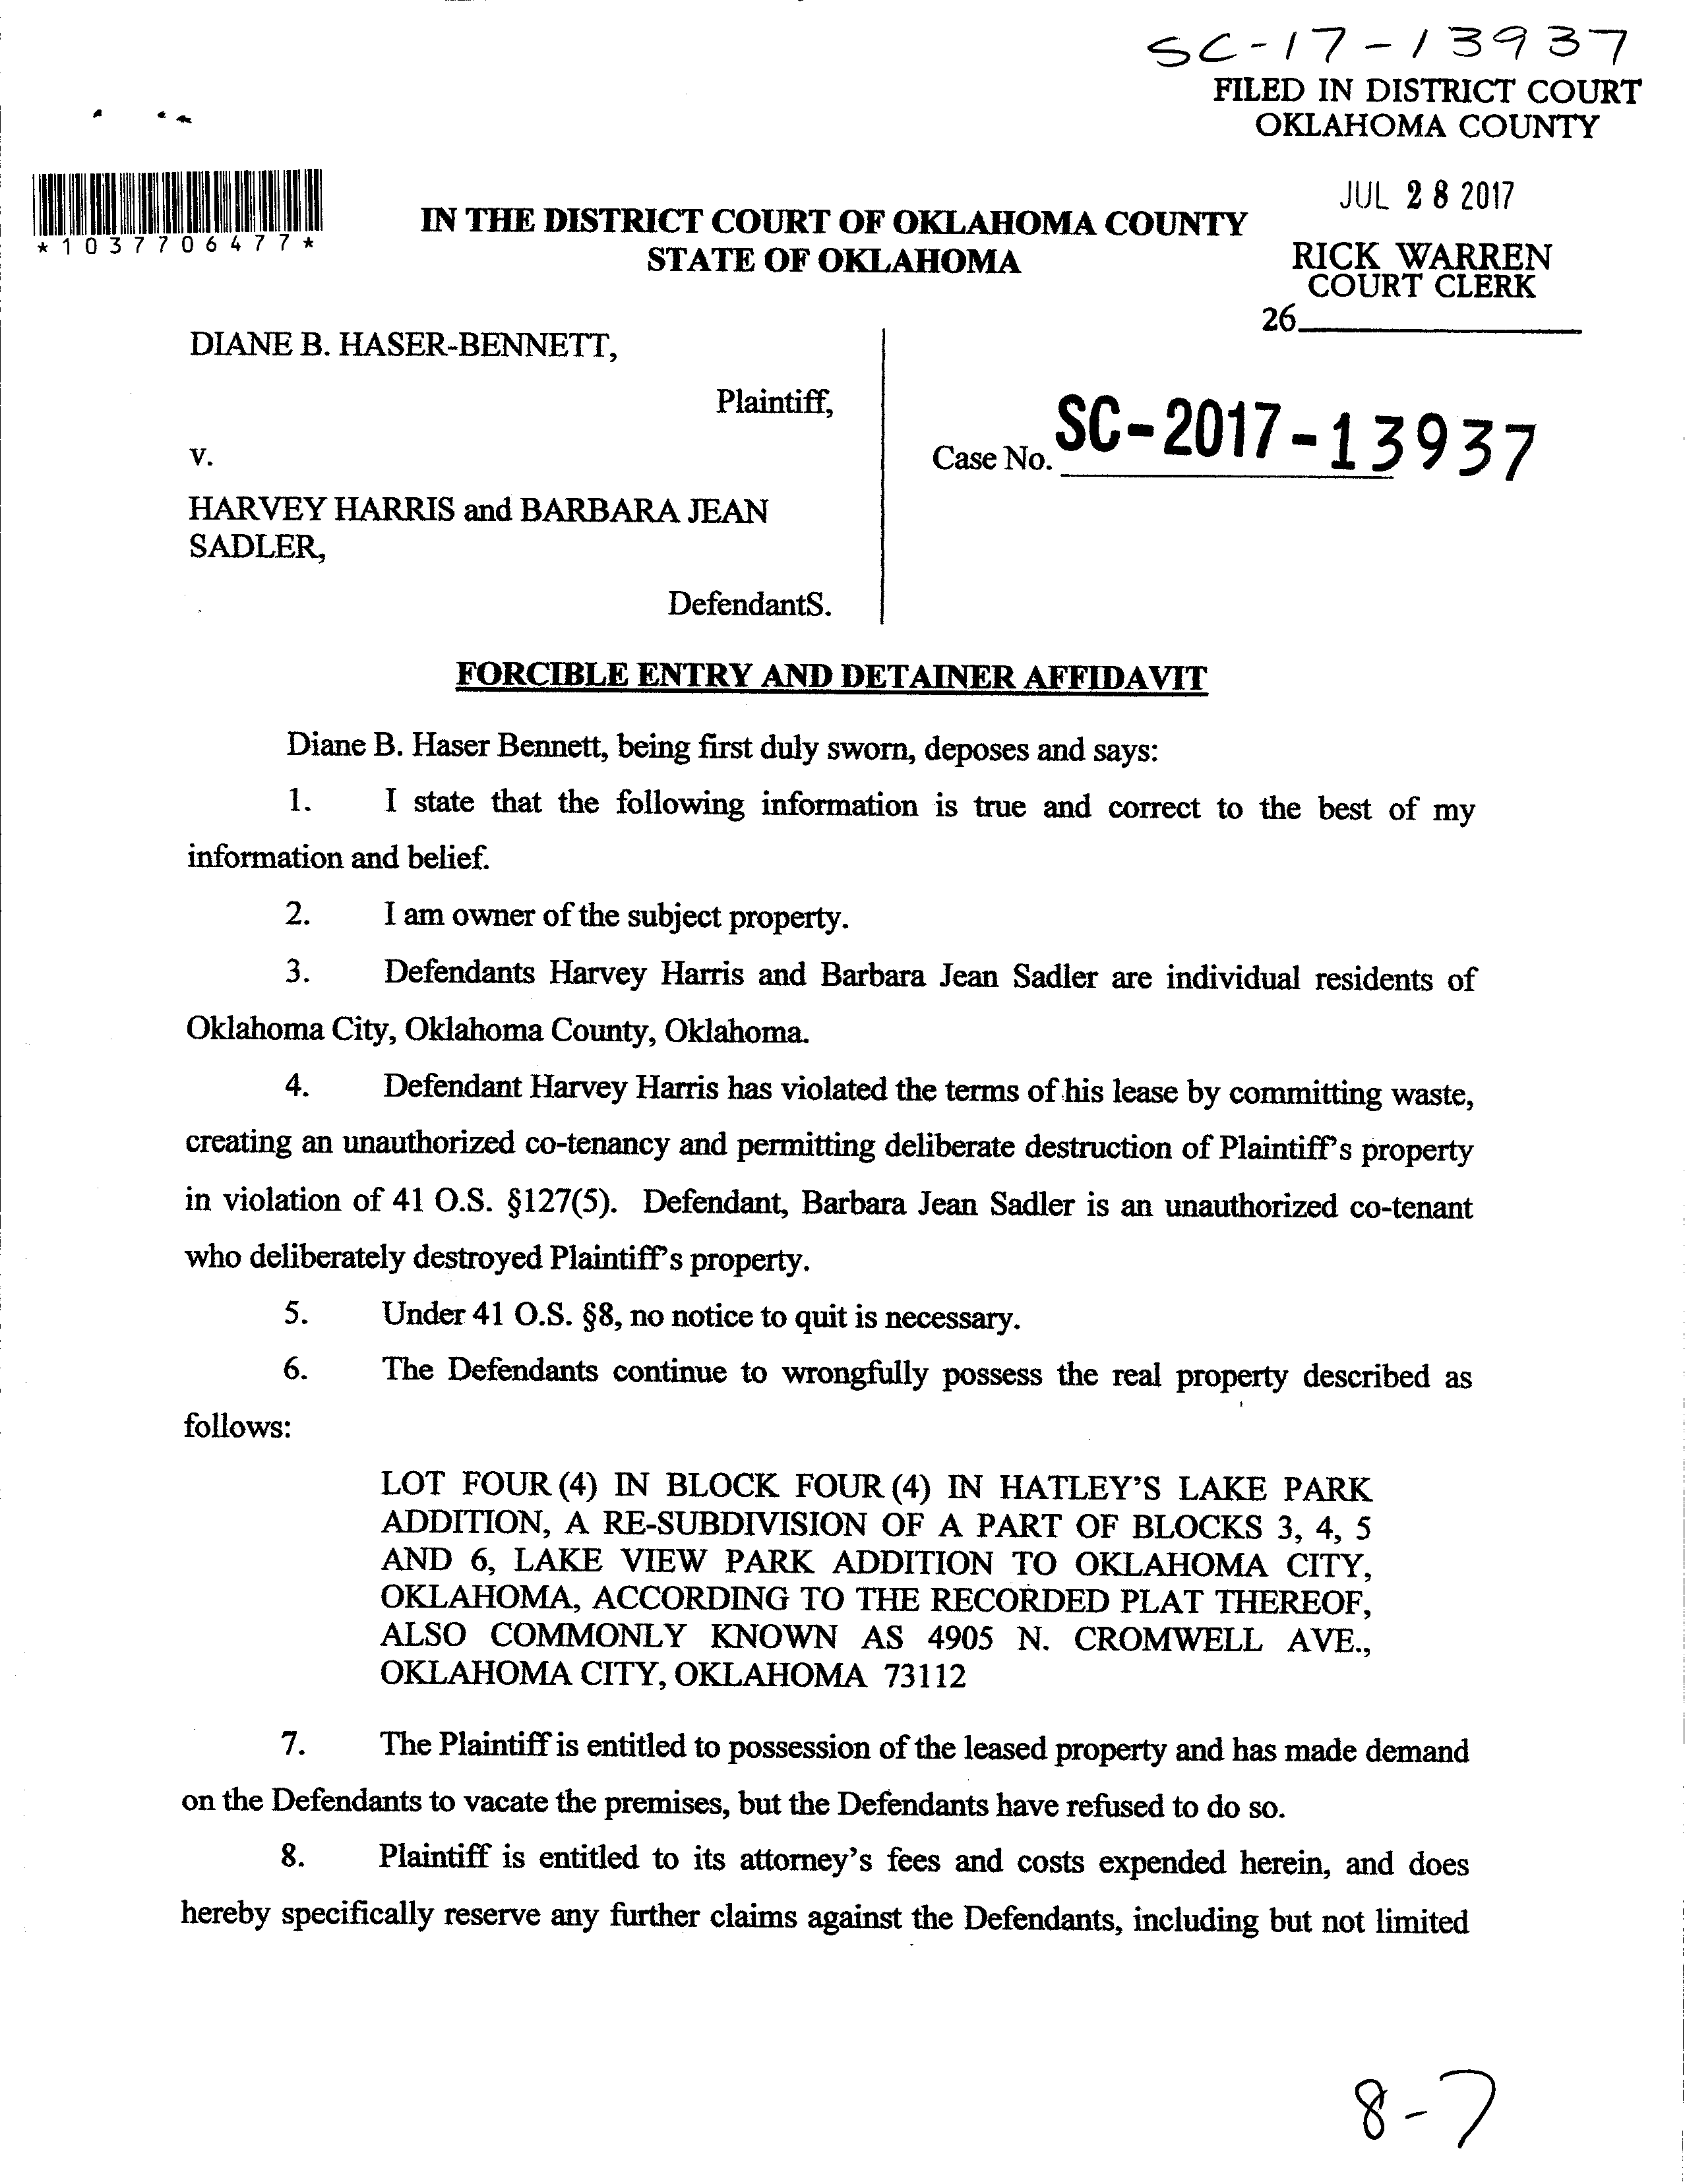 SC-17-13937
FILED IN DISTRICT COURT
OKLAHOMA COUNTY
JUL 28 2017
RICK WARREN
COURT CLERK
26
*1037706477*
IN THE DISTRICT COURT OF OKLAHOMA COUNTY
STATE OF OKLAHOMA
DIANE B. HASER-BENNETT,
Plaintiff,
v.
HARVEY HARRIS and BARBARA JEAN
SADLER,
DefendantS.
Case No. SC-2017-13937
FORCIBLE ENTRY AND DETAINER AFFIDAVIT
Diane B. Haser Bennett, being first duly sworn, deposes and says:
1. I state that the following information is true and correct to the best of my
information and belief.
2. I am owner of the subject property.
3. Defendants Harvey Harris and Barbara Jean Sadler are individual residents of
Oklahoma City, Oklahoma County, Oklahoma.
4. Defendant Harvey Harris has violated the terms of his lease by committing waste,
creating an unauthorized co-tenancy and permitting deliberate destruction of Plaintiff's property
in violation of 41 O.S. §127(5). Defendant, Barbara Jean Sadler is an unauthorized co-tenant
who deliberately destroyed Plaintiff's property.
5. Under 41 O.S. §8, no notice to quit is necessary.
6. The Defendants continue to wrongfully possess the real property described as
follows:
LOT FOUR (4) IN BLOCK FOUR (4) IN HATLEY'S LAKE PARK
ADDITION, A RE-SUBDIVISION OF A PART OF BLOCKS 3, 4, 5
AND 6, LAKE VIEW PARK ADDITION TO OKLAHOMA CITY,
OKLAHOMA, ACCORDING TO THE RECORDED PLAT THEREOF,
ALSO COMMONLY KNOWN AS 4905 N. CROMWELL AVE.,
OKLAHOMA CITY, OKLAHOMA 73112
7. The Plaintiff is entitled to possession of the leased property and has made demand
on the Defendants to vacate the premises, but the Defendants have refused to do so.
8. Plaintiff is entitled to its attorney's fees and costs expended herein, and does
hereby specifically reserve any further claims against the Defendants, including but not limited
8-7